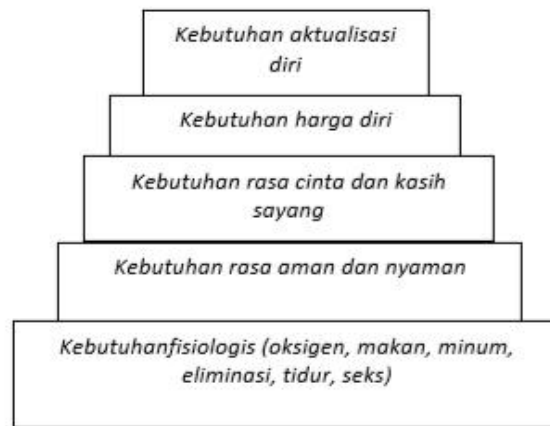 Kebutuhan aktualisasi
diri
Kebutuhan harga diri
Kebutuhan rasa cinta dan kasih
sayang
Kebutuhan rasa aman dan nyaman
Kebutuhanfisiologis (oksigen, makan, minum,
eliminasi, tidur, seks)